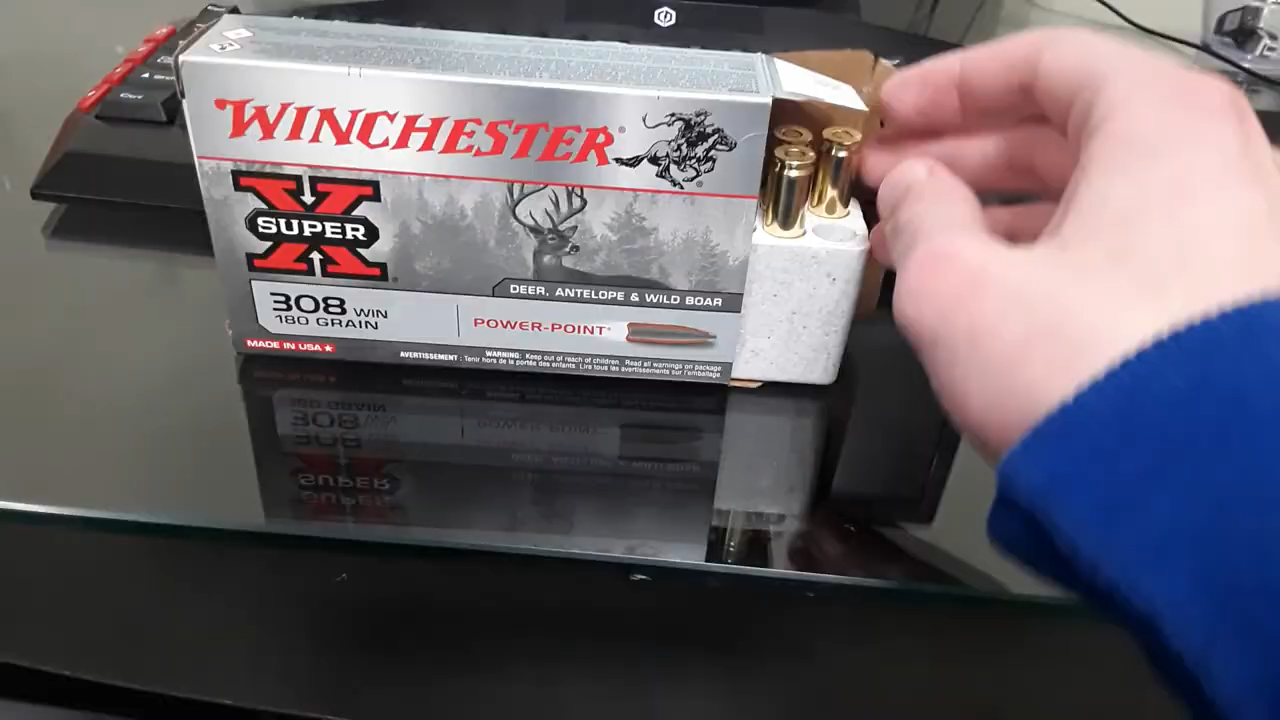 WINCHESTER®
X
SUPER
DEER, ANTELOPE & WILD BOAR
308 WIN
180 GRAIN
POWER-POINT®
MADE IN USA
WARNING: Keep out of reach of children. Read all warnings on package.
AVERTISSEMENT : Tenir hors de la portée des enfants. Lire tous les avertissements sur l'emballage.
Ctrl